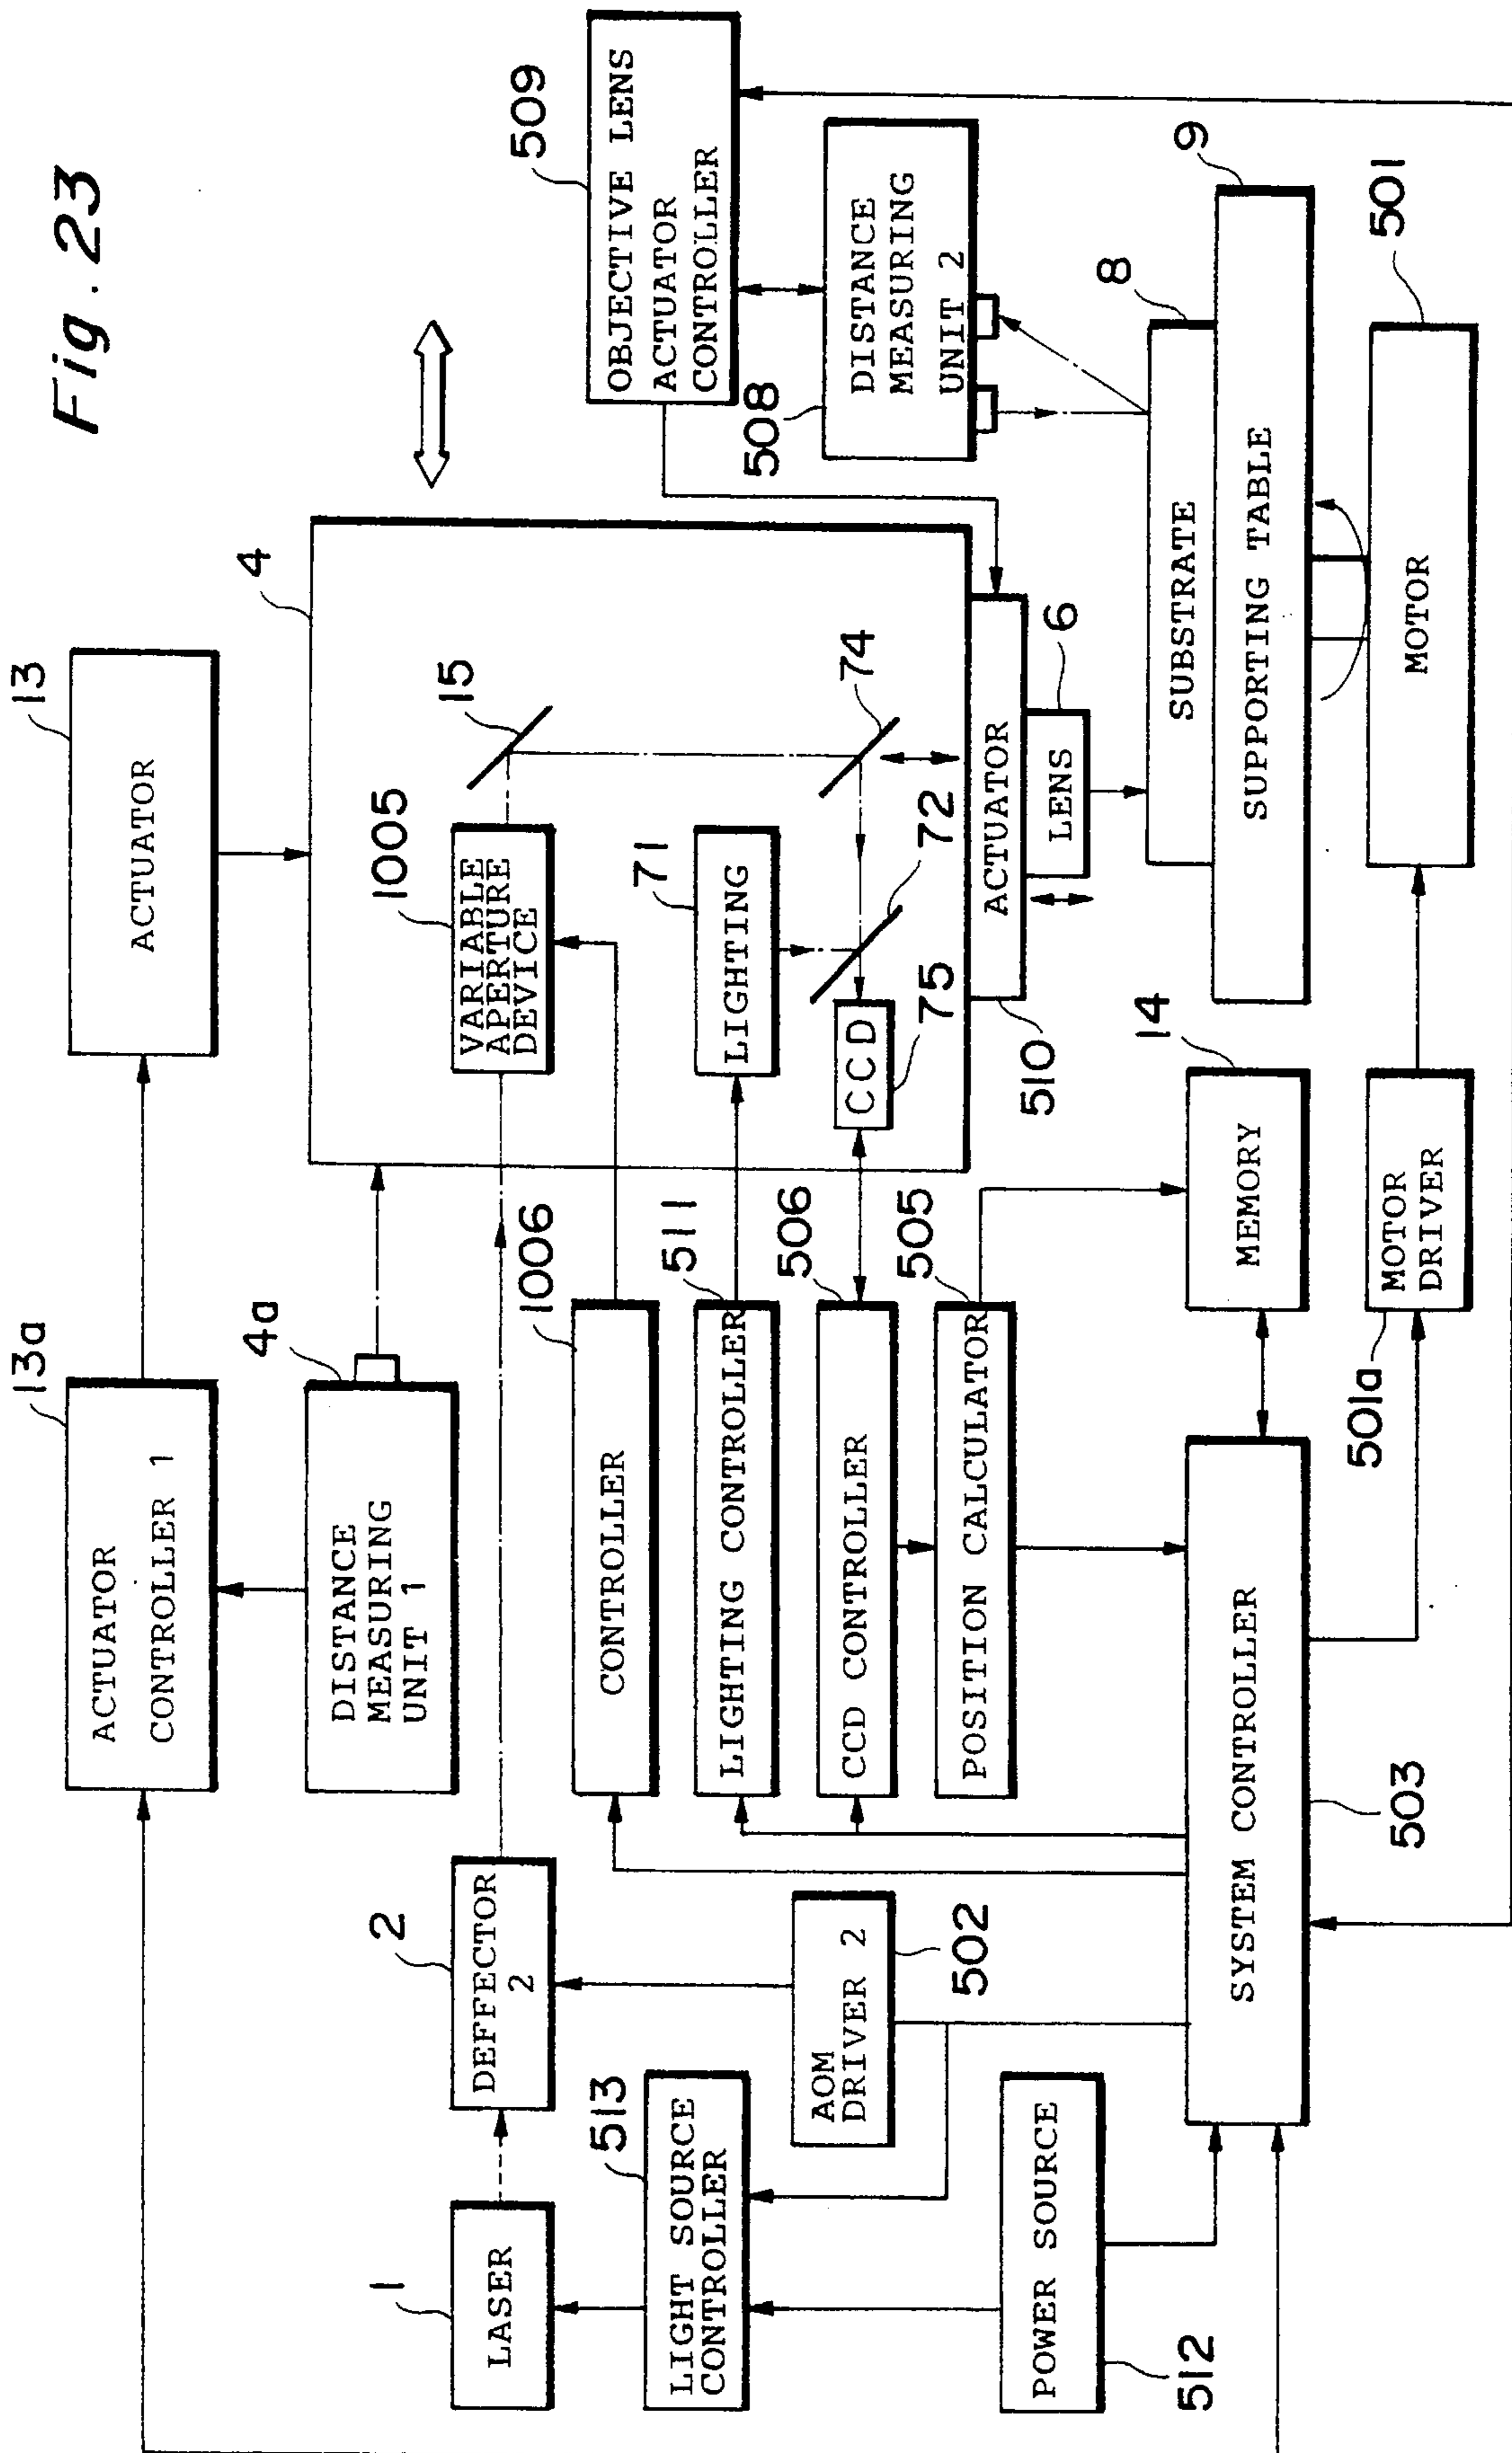 Fig. 23
13a
ACTUATOR
CONTROLLER 1
13
ACTUATOR
4a
DISTANCE
MEASURING
UNIT 1
4
509
OBJECTIVE LENS
ACTUATOR
CONTROLLER
1
LASER
2
DEFFECTOR
2
1005
VARIABLE
APERTURE
DEVICE
15
508
DISTANCE
MEASURING
UNIT 2
1006
CONTROLLER
513
LIGHT SOURCE
CONTROLLER
511
LIGHTING CONTROLLER
71
LIGHTING
74
AOM
DRIVER 2
502
506
CCD CONTROLLER
CCD
72
75
505
POSITION CALCULATOR
ACTUATOR
510
LENS
6
POWER SOURCE
512
SYSTEM CONTROLLER
503
14
MEMORY
SUBSTRATE
8
SUPPORTING TABLE
9
501a
MOTOR
DRIVER
MOTOR
501